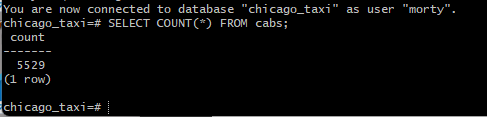 You are now connected to database "chicago_taxi" as user "morty".
chicago_taxi=# SELECT COUNT(*) FROM cabs;
 count
-------
  5529
(1 row)

chicago_taxi=#